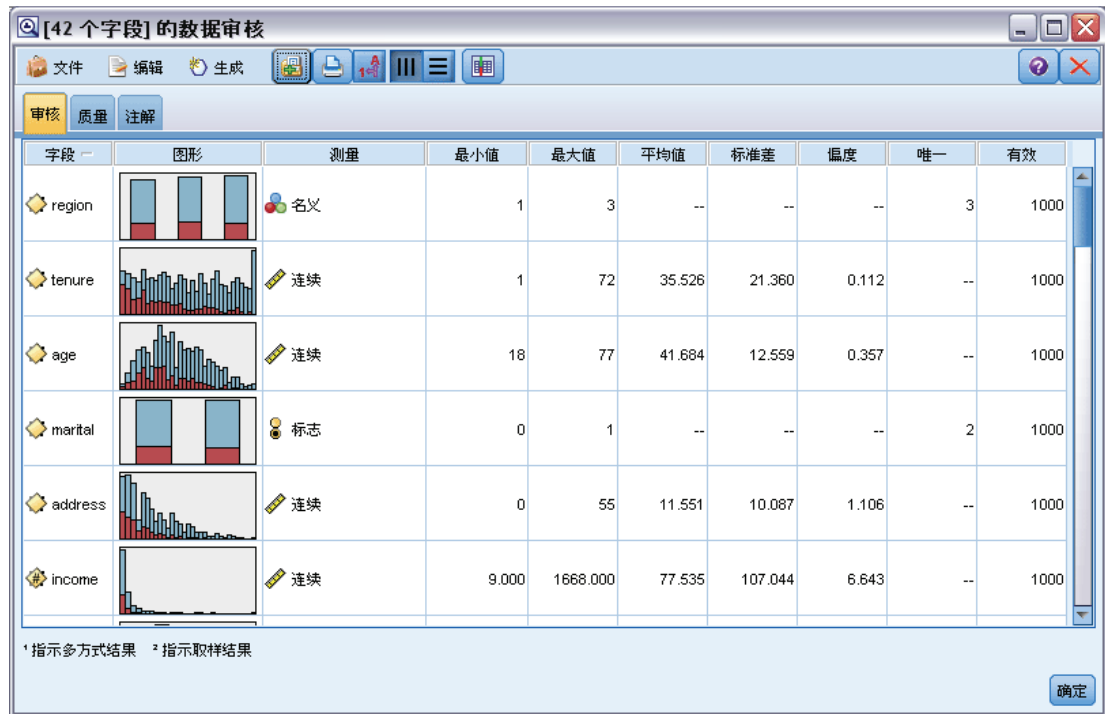 [42 个字段] 的数据审核
文件 编辑 生成
审核 质量 注解
字段 图形 测量 最小值 最大值 平均值 标准差 偏度 唯一 有效
region 名义 1 3 -- -- -- 3 1000
tenure 连续 1 72 35.526 21.360 0.112 -- 1000
age 连续 18 77 41.684 12.559 0.357 -- 1000
marital 标志 0 1 -- -- -- 2 1000
address 连续 0 55 11.551 10.087 1.106 -- 1000
income 连续 9.000 1668.000 77.535 107.044 6.643 -- 1000
¹ 指示多方式结果 ² 指示取样结果
确定